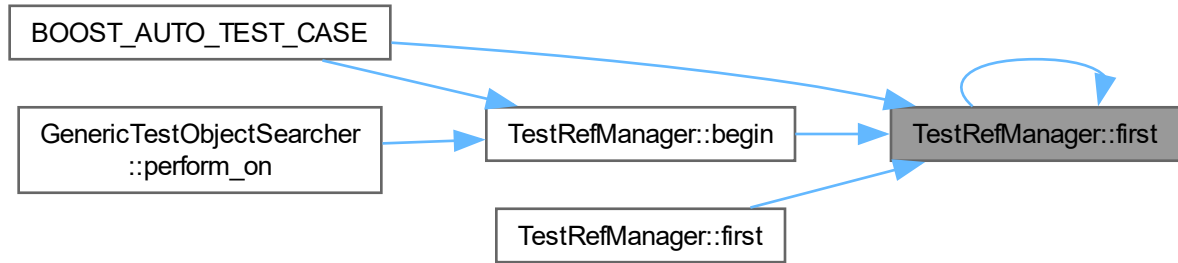 BOOST_AUTO_TEST_CASE
GenericTestObjectSearcher
::perform_on
TestRefManager::begin
TestRefManager::first
TestRefManager::first